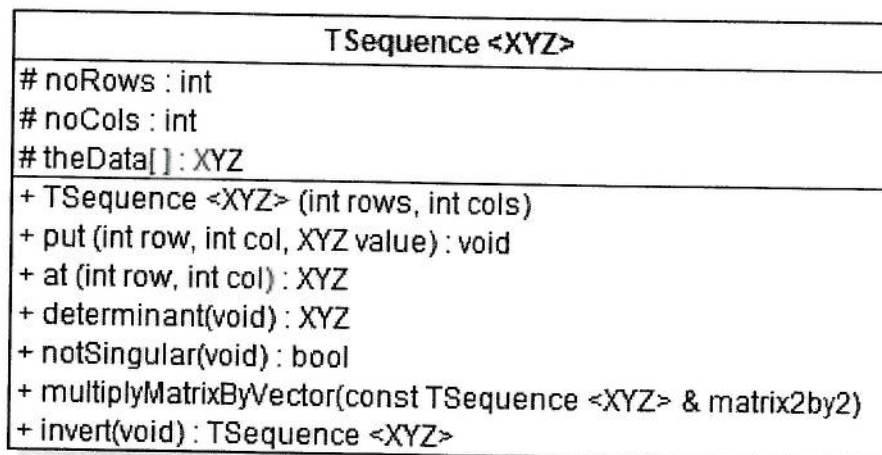 TSequence <XYZ>
# noRows : int
# noCols : int
# theData[ ] : XYZ
+ TSequence <XYZ> (int rows, int cols)
+ put (int row, int col, XYZ value) : void
+ at (int row, int col) : XYZ
+ determinant(void) : XYZ
+ notSingular(void) : bool
+ multiplyMatrixByVector(const TSequence <XYZ> & matrix2by2)
+ invert(void) : TSequence <XYZ>